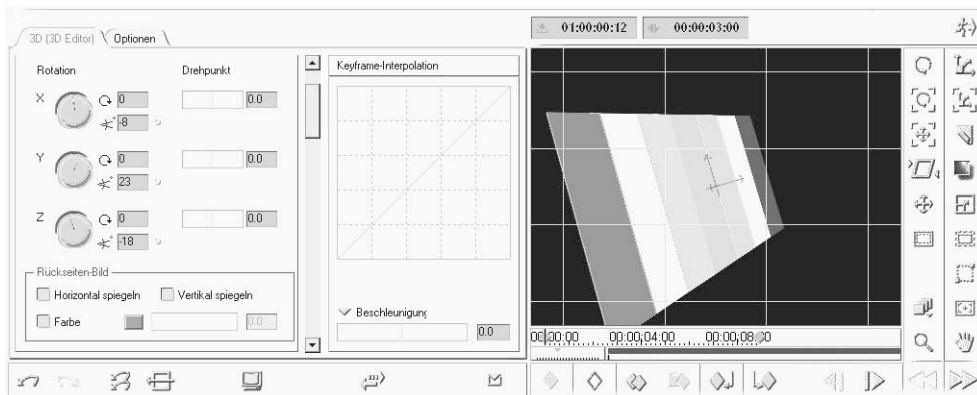 3D (3D Editor) Optionen
01:00:00:12 00:00:03:00
Rotation Drehpunkt
Keyframe-Interpolation
X 0 0.0
-8
Y 0 0.0
23
Z 0 0.0
-18
Rückseiten-Bild
Horizontal spiegeln Vertikal spiegeln
Farbe 0.0
Beschleunigung
0.0
00:00:00 00:00:04:00 00:00:08:00